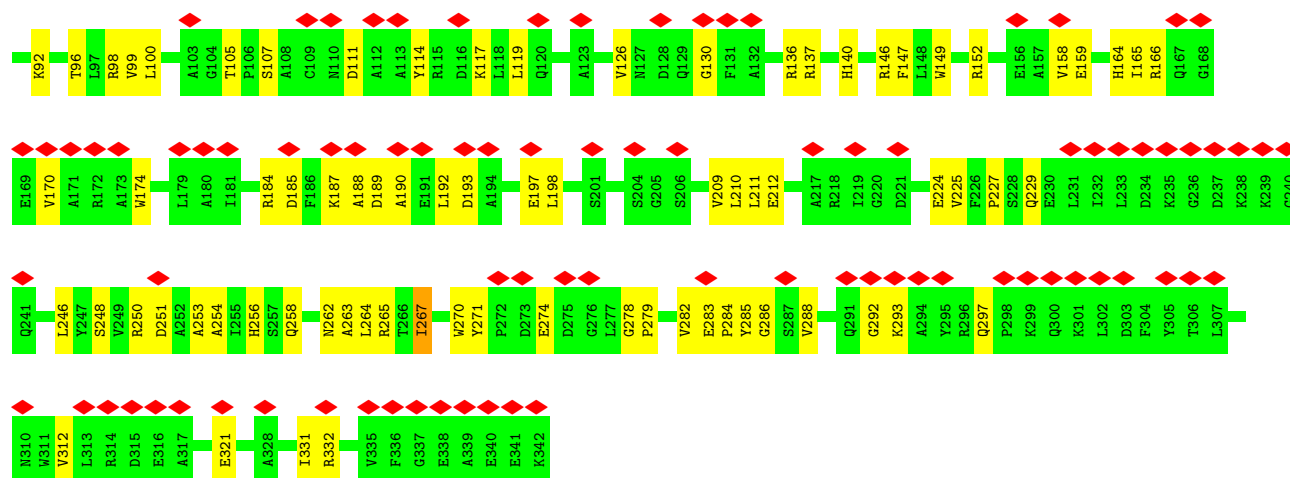 K92 T96 L97 R98 V99 L100 A103 G104 T105 P106 S107 A108 C109 N110 D111 A112 A113 Y114 R115 D116 K117 L118 L119 Q120 A123 V126 N127 D128 Q129 G130 F131 A132 R136 R137 H140 R146 F147 L148 W149 R152 E156 A157 V158 E159 H164 I165 R166 Q167 G168
E169 V170 A171 R172 A173 W174 L179 A180 I181 R184 D185 F186 K187 A188 D189 A190 E191 L192 D193 A194 E197 L198 S201 S204 G205 S206 V209 L210 L211 E212 A217 R218 I219 G220 D221 E224 V225 F226 P227 S228 Q229 E230 L231 I232 L233 D234 K235 G236 D237 K238 K239
Q241 L246 Y247 S248 V249 R250 D251 A252 A253 A254 I255 H256 S257 Q258 N262 A263 L264 R265 T266 I267 W270 Y271 P272 D273 E274 D275 G276 L277 G278 P279 V282 E283 P284 Y285 G286 S287 V288 Q291 G292 K293 A294 Y295 R296 Q297 P298 K299 Q300 K301 L302 D303 F304 Y305 T306 L307
N310 W311 V312 L313 R314 D315 E316 A317 E321 A328 I331 R332 V335 F336 G337 E338 A339 E340 E341 K342